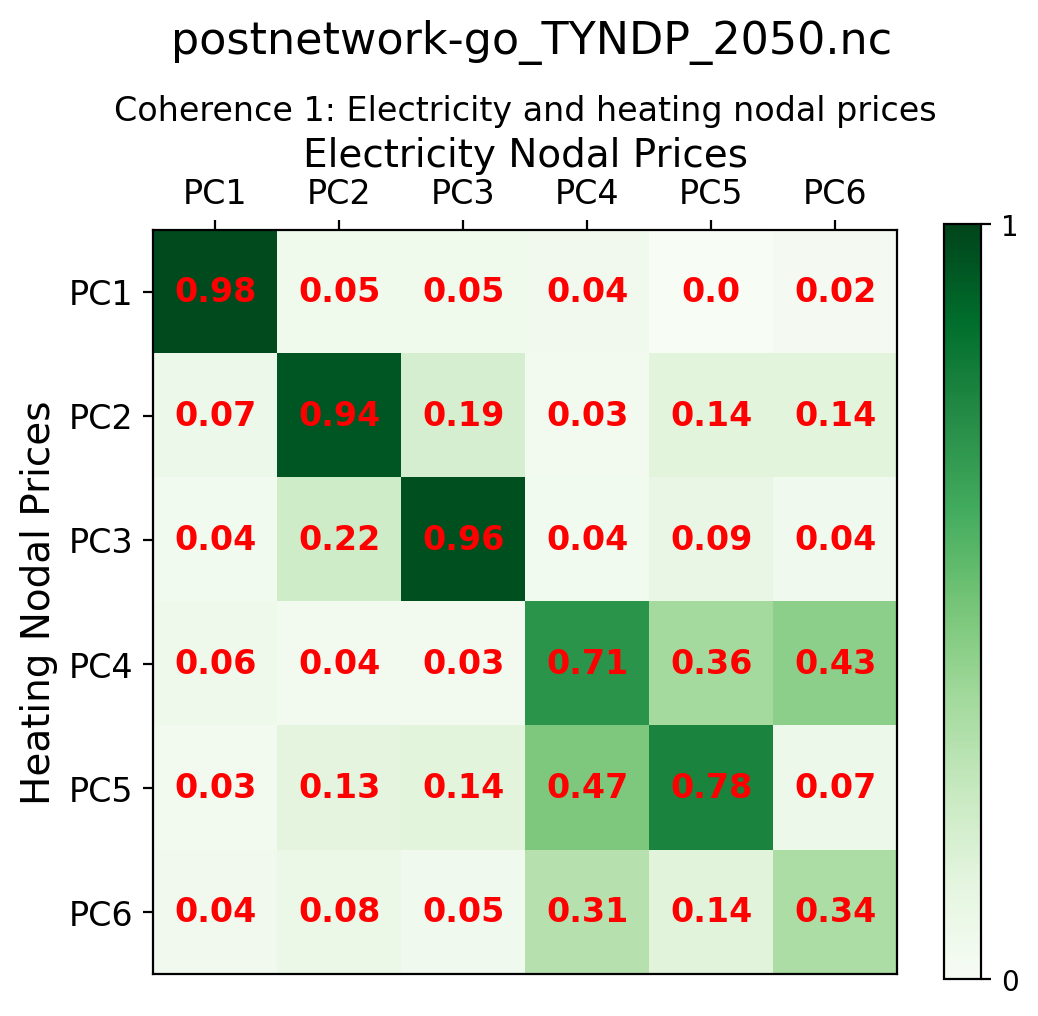 postnetwork-go_TYNDP_2050.nc
Coherence 1: Electricity and heating nodal prices
Electricity Nodal Prices
PC1 PC2 PC3 PC4 PC5 PC6
Heating Nodal Prices
PC1 0.98 0.05 0.05 0.04 0.0 0.02
PC2 0.07 0.94 0.19 0.03 0.14 0.14
PC3 0.04 0.22 0.96 0.04 0.09 0.04
PC4 0.06 0.04 0.03 0.71 0.36 0.43
PC5 0.03 0.13 0.14 0.47 0.78 0.07
PC6 0.04 0.08 0.05 0.31 0.14 0.34
1
0